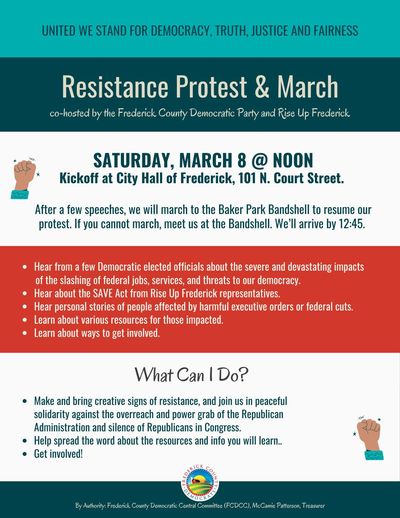 UNITED WE STAND FOR DEMOCRACY, TRUTH, JUSTICE AND FAIRNESS
Resistance Protest & March
co-hosted by the Frederick County Democratic Party and Rise Up Frederick
SATURDAY, MARCH 8 @ NOON
Kickoff at City Hall of Frederick, 101 N. Court Street.
After a few speeches, we will march to the Baker Park Bandshell to resume our
protest. If you cannot march, meet us at the Bandshell. We'll arrive by 12:45.
• Hear from a few Democratic elected officials about the severe and devastating impacts
of the slashing of federal jobs, services, and threats to our democracy.
• Hear about the SAVE Act from Rise Up Frederick representatives.
• Hear personal stories of people affected by harmful executive orders or federal cuts.
• Learn about various resources for those impacted.
• Learn about ways to get involved.
What Can I Do?
• Make and bring creative signs of resistance, and join us in peaceful
solidarity against the overreach and power grab of the Republican
Administration and silence of Republicans in Congress.
• Help spread the word about the resources and info you will learn..
• Get involved!
FREDERICK COUNTY
DEMOCRATS
By Authority: Frederick County Democratic Central Committee (FCDCC), McCamie Patterson, Treasurer